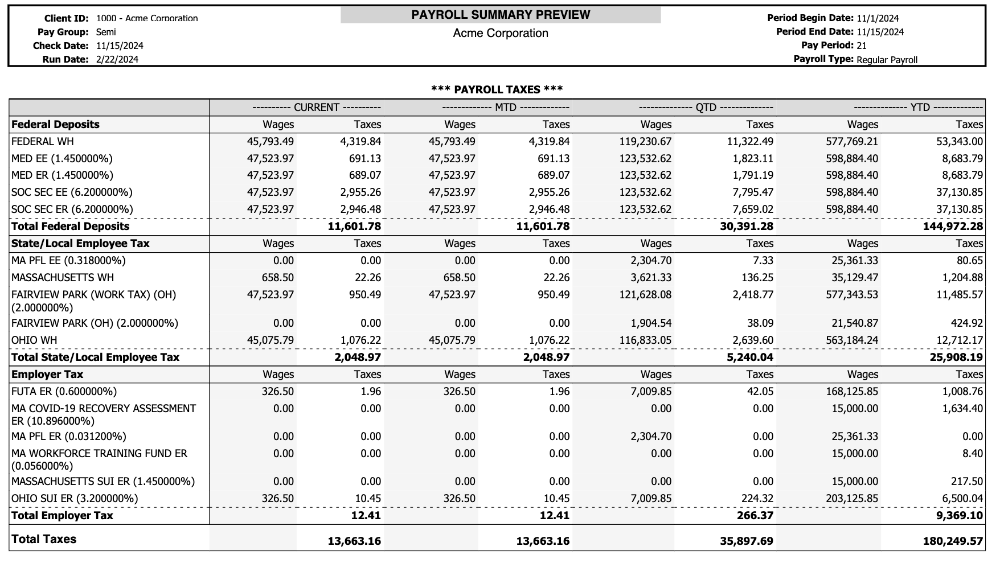 PAYROLL SUMMARY PREVIEW
Acme Corporation
Client ID: 1000 - Acme Corporation
Pay Group: Semi
Check Date: 11/15/2024
Run Date: 2/22/2024
Period Begin Date: 11/1/2024
Period End Date: 11/15/2024
Pay Period: 21
Payroll Type: Regular Payroll
*** PAYROLL TAXES ***
---------- CURRENT ---------- ------------- MTD ------------- -------------- QTD -------------- -------------- YTD -------------
Federal Deposits Wages Taxes Wages Taxes Wages Taxes Wages Taxes
FEDERAL WH 45,793.49 4,319.84 45,793.49 4,319.84 119,230.67 11,322.49 577,769.21 53,343.00
MED EE (1.450000%) 47,523.97 691.13 47,523.97 691.13 123,532.62 1,823.11 598,884.40 8,683.79
MED ER (1.450000%) 47,523.97 689.07 47,523.97 689.07 123,532.62 1,791.19 598,884.40 8,683.79
SOC SEC EE (6.200000%) 47,523.97 2,955.26 47,523.97 2,955.26 123,532.62 7,795.47 598,884.40 37,130.85
SOC SEC ER (6.200000%) 47,523.97 2,946.48 47,523.97 2,946.48 123,532.62 7,659.02 598,884.40 37,130.85
Total Federal Deposits 11,601.78 11,601.78 30,391.28 144,972.28
State/Local Employee Tax Wages Taxes Wages Taxes Wages Taxes Wages Taxes
MA PFL EE (0.318000%) 0.00 0.00 0.00 0.00 2,304.70 7.33 25,361.33 80.65
MASSACHUSETTS WH 658.50 22.26 658.50 22.26 3,621.33 136.25 35,129.47 1,204.88
FAIRVIEW PARK (WORK TAX) (OH) 47,523.97 950.49 47,523.97 950.49 121,628.08 2,418.77 577,343.53 11,485.57
(2.000000%)
FAIRVIEW PARK (OH) (2.000000%) 0.00 0.00 0.00 0.00 1,904.54 38.09 21,540.87 424.92
OHIO WH 45,075.79 1,076.22 45,075.79 1,076.22 116,833.05 2,639.60 563,184.24 12,712.17
Total State/Local Employee Tax 2,048.97 2,048.97 5,240.04 25,908.19
Employer Tax Wages Taxes Wages Taxes Wages Taxes Wages Taxes
FUTA ER (0.600000%) 326.50 1.96 326.50 1.96 7,009.85 42.05 168,125.85 1,008.76
MA COVID-19 RECOVERY ASSESSMENT 0.00 0.00 0.00 0.00 0.00 0.00 15,000.00 1,634.40
ER (10.896000%)
MA PFL ER (0.031200%) 0.00 0.00 0.00 0.00 2,304.70 0.00 25,361.33 0.00
MA WORKFORCE TRAINING FUND ER 0.00 0.00 0.00 0.00 0.00 0.00 15,000.00 8.40
(0.056000%)
MASSACHUSETTS SUI ER (1.450000%) 0.00 0.00 0.00 0.00 0.00 0.00 15,000.00 217.50
OHIO SUI ER (3.200000%) 326.50 10.45 326.50 10.45 7,009.85 224.32 203,125.85 6,500.04
Total Employer Tax 12.41 12.41 266.37 9,369.10
Total Taxes 13,663.16 13,663.16 35,897.69 180,249.57